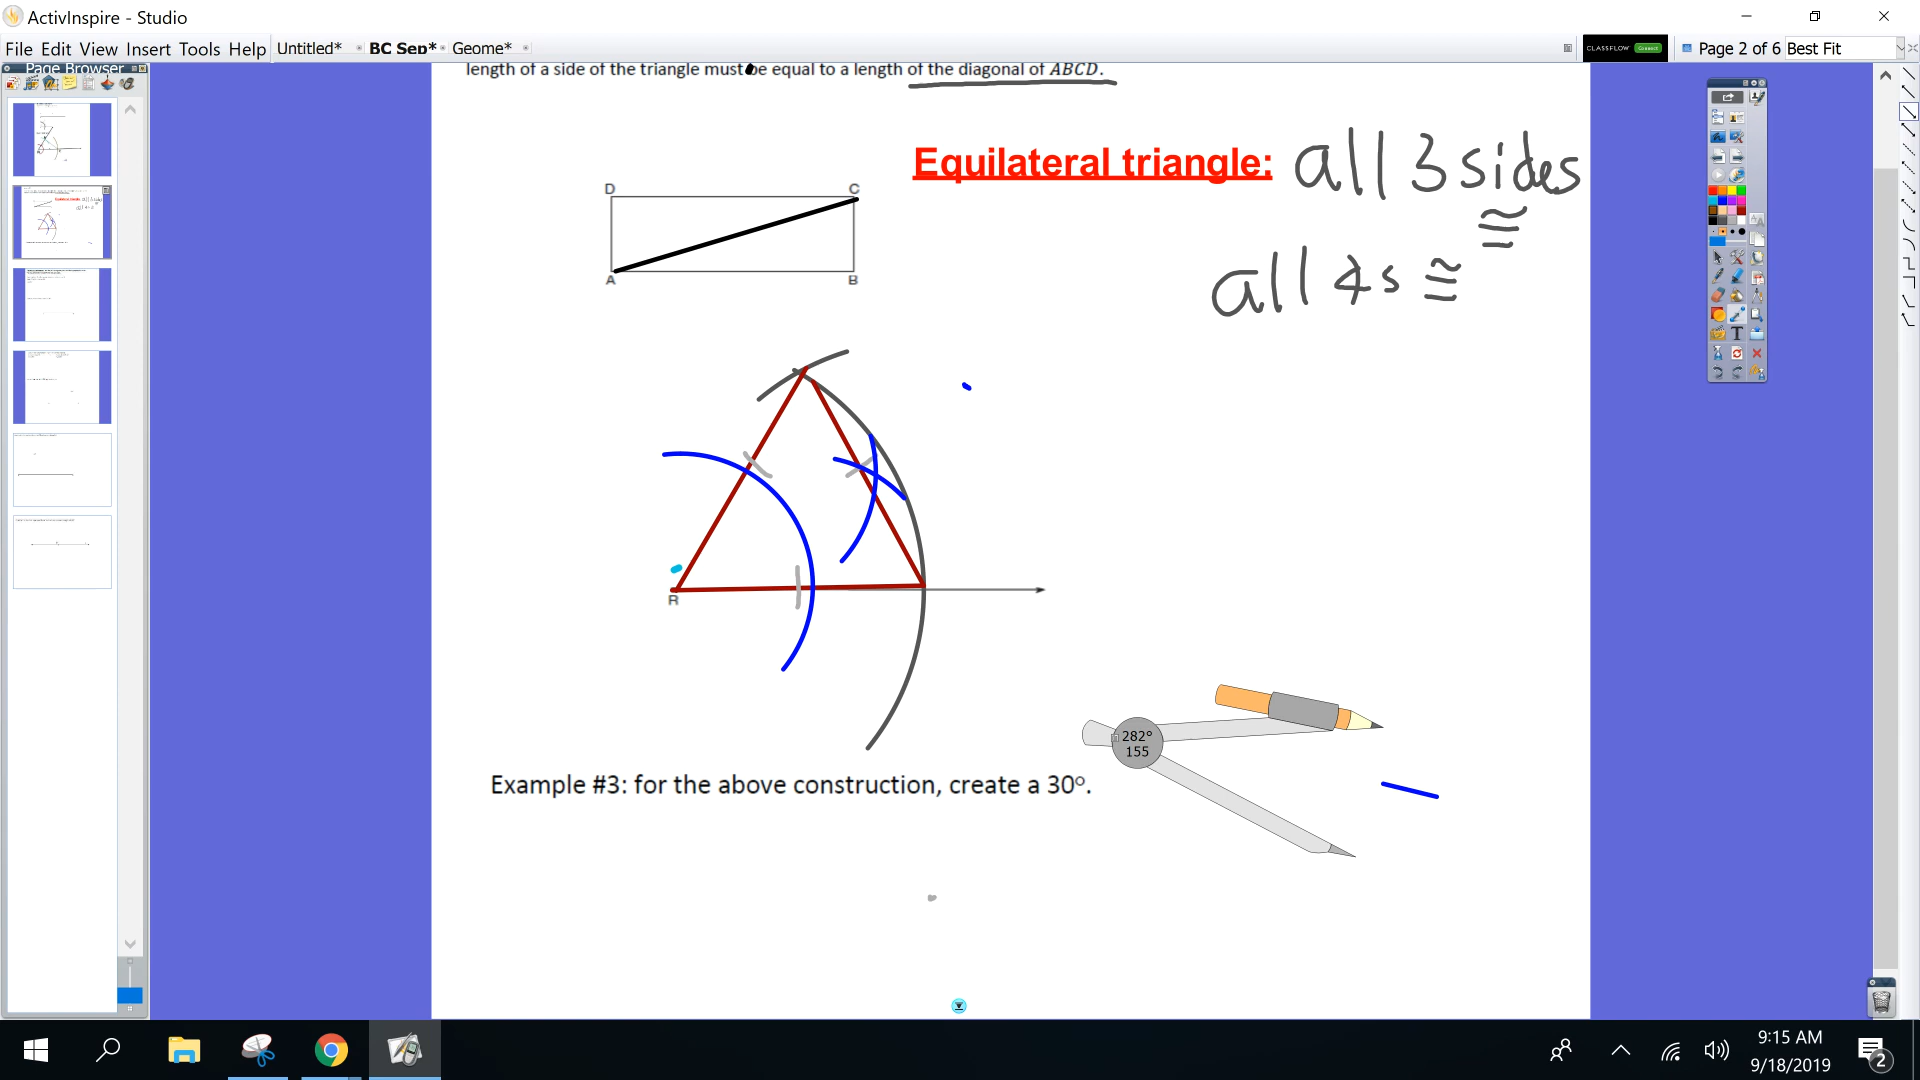 ActivInspire - Studio
File Edit View Insert Tools Help Untitled* BC Sep* Geome* CLASSFLOW Connect Page 2 of 6 Best Fit
Page Browser
length of a side of the triangle must be equal to a length of the diagonal of ABCD.
Equilateral triangle: all 3 sides
≅
all ∡s ≅
D C
A B
R
282°
155
Example #3: for the above construction, create a 30°.
9:15 AM
9/18/2019
2